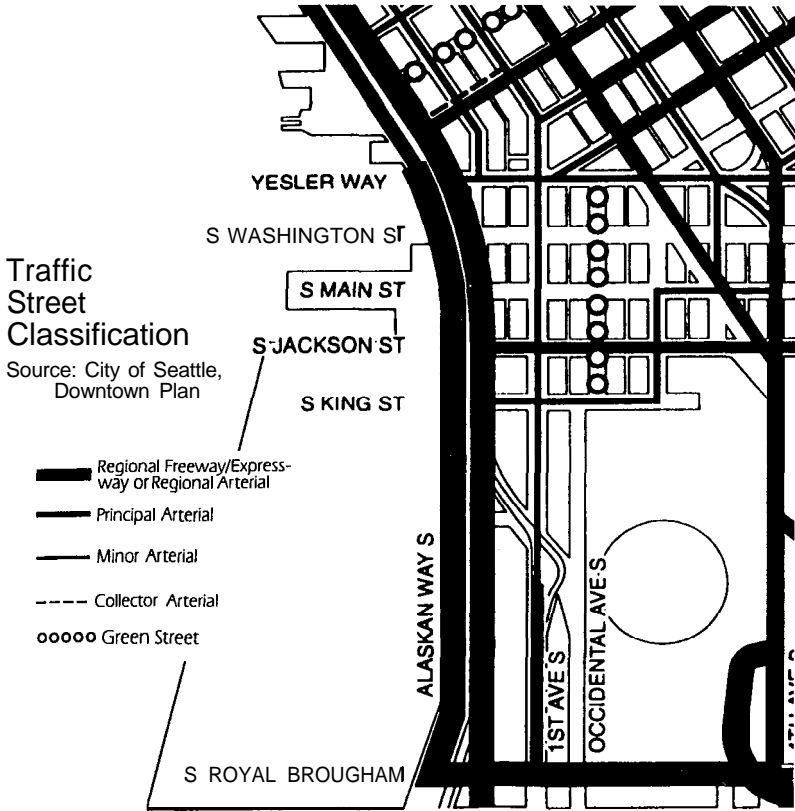 YESLER WAY
S WASHINGTON ST
Traffic
Street
Classification
Source: City of Seattle,
Downtown Plan
S MAIN ST
S JACKSON ST
S KING ST
Regional Freeway/Express-
way or Regional Arterial
Principal Arterial
Minor Arterial
Collector Arterial
Green Street
ALASKAN WAY S
1ST AVE S
OCCIDENTAL AVE S
S ROYAL BROUGHAM